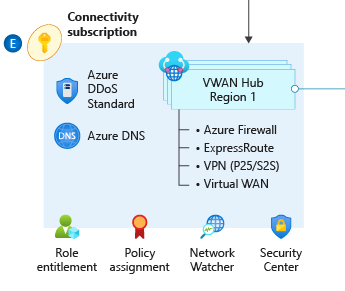 E
Connectivity
subscription
Azure
DDoS
Standard
DNS
Azure DNS
VWAN Hub
Region 1
• Azure Firewall
• ExpressRoute
• VPN (P25/S2S)
• Virtual WAN
Role
entitlement
Policy
assignment
Network
Watcher
Security
Center